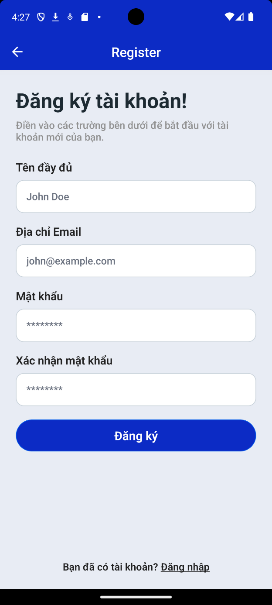 4:27
Register
Đăng ký tài khoản!
Điền vào các trường bên dưới để bắt đầu với tài
khoản mới của bạn.
Tên đầy đủ
John Doe
Địa chỉ Email
john@example.com
Mật khẩu
********
Xác nhận mật khẩu
********
Đăng ký
Bạn đã có tài khoản? Đăng nhập